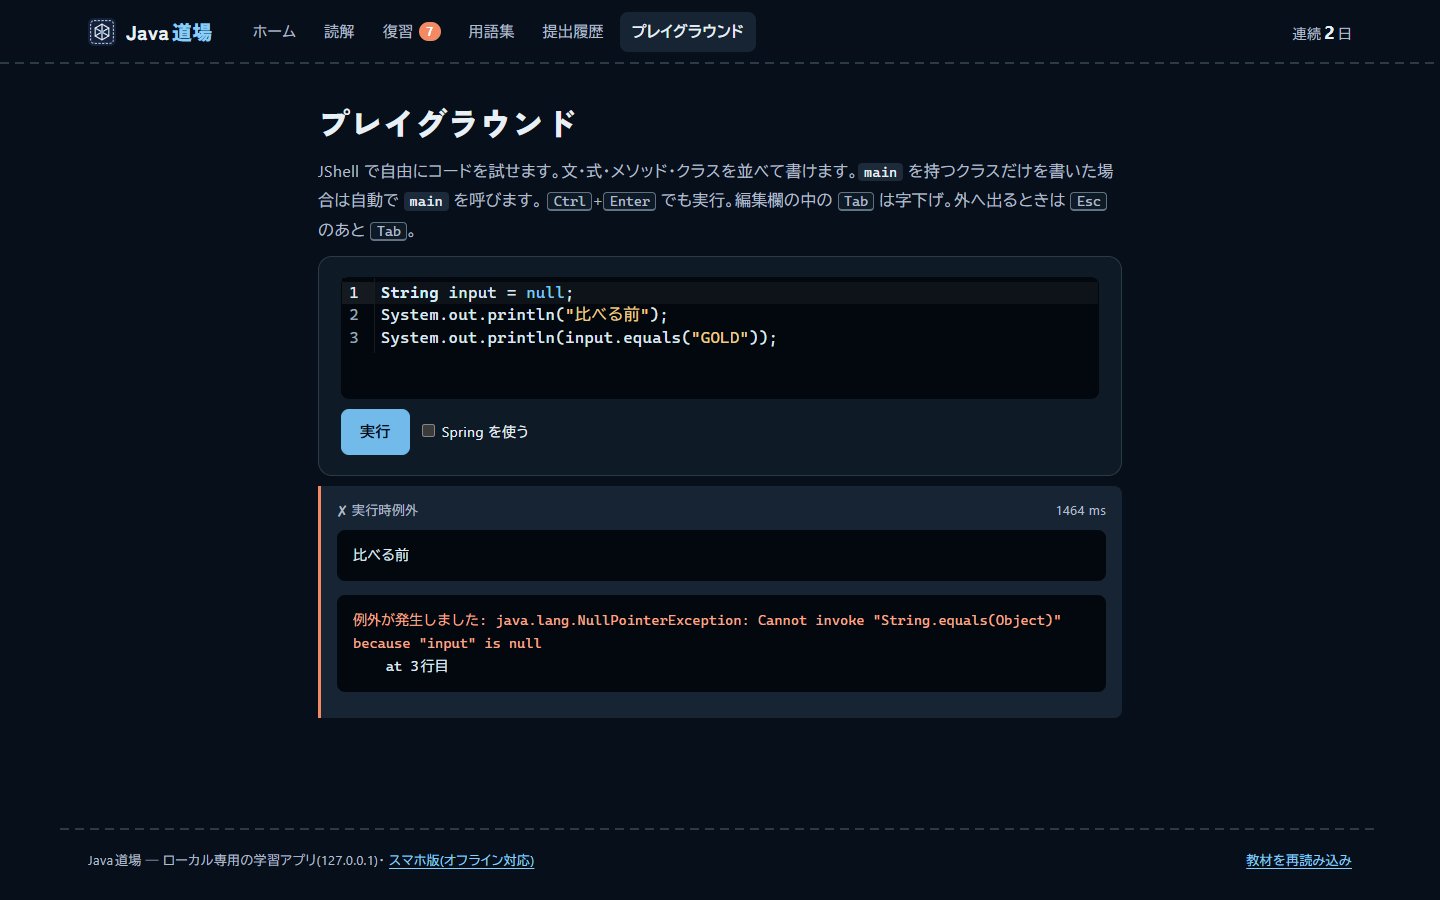 Java道場 ホーム 読解 復習 7 用語集 提出履歴 プレイグラウンド 連続2日
プレイグラウンド
JShell で自由にコードを試せます。文・式・メソッド・クラスを並べて書けます。main を持つクラスだけを書いた場
合は自動で main を呼びます。Ctrl+Enter でも実行。編集欄の中の Tab は字下げ。外へ出るときは Esc
のあと Tab。
1 String input = null;
2 System.out.println("比べる前");
3 System.out.println(input.equals("GOLD"));
実行 Spring を使う
✗ 実行時例外 1464 ms
比べる前
例外が発生しました: java.lang.NullPointerException: Cannot invoke "String.equals(Object)"
because "input" is null
at 3行目
Java道場 — ローカル専用の学習アプリ(127.0.0.1)・ スマホ版(オフライン対応) 教材を再読み込み